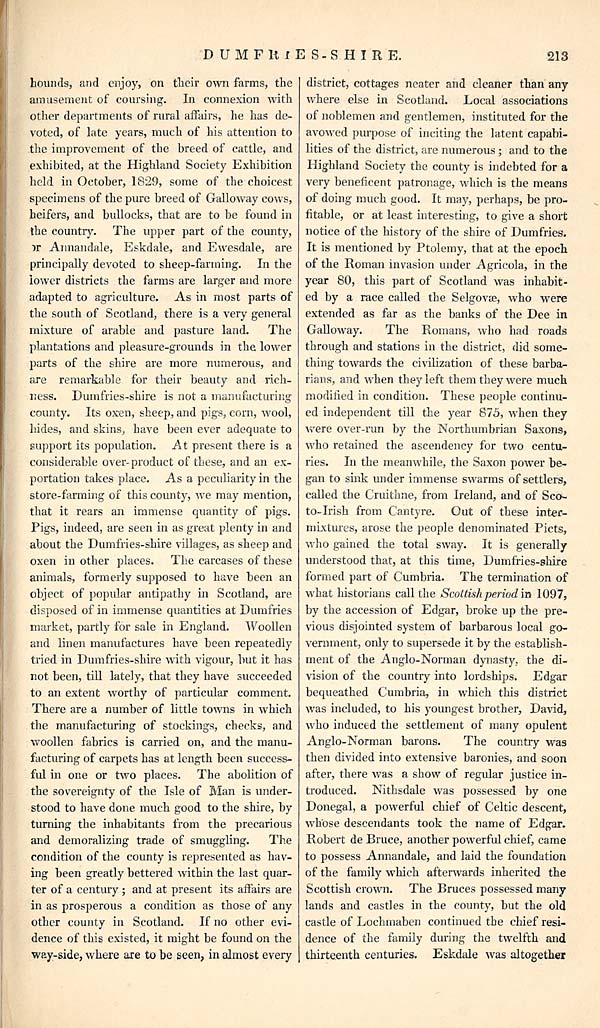 DUMFRIES-SHIRE. 213
hounds, and enjoy, on their own farms, the
amusement of coursing. In connexion with
other departments of rural affairs, he has de-
voted, of late years, much of his attention to
the improvement of the breed of cattle, and
exhibited, at the Highland Society Exhibition
held in October, 1829, some of the choicest
specimens of the pure breed of Galloway cows,
heifers, and bullocks, that are to be found in
the country. The upper part of the county,
or Annandale, Eskdale, and Ewesdale, are
principally devoted to sheep-farming. In the
lower districts the farms are larger and more
adapted to agriculture. As in most parts of
the south of Scotland, there is a very general
mixture of arable and pasture land. The
plantations and pleasure-grounds in the lower
parts of the shire are more numerous, and
are remarkable for their beauty and rich-
ness. Dumfries-shire is not a manufacturing
county. Its oxen, sheep, and pigs, corn, wool,
hides, and skins, have been ever adequate to
support its population. At present there is a
considerable over-product of these, and an ex-
portation takes place. As a peculiarity in the
store-farming of this county, we may mention,
that it rears an immense quantity of pigs.
Pigs, indeed, are seen in as great plenty in and
about the Dumfries-shire villages, as sheep and
oxen in other places. The carcases of these
animals, formerly supposed to have been an
object of popular antipathy in Scotland, are
disposed of in immense quantities at Dumfries
market, partly for sale in England. Woollen
and linen manufactures have been repeatedly
tried in Dumfries-shire with vigour, but it has
not been, till lately, that they have succeeded
to an extent worthy of particular comment.
There are a number of little towns in which
the manufacturing of stockings, checks, and
woollen fabrics is carried on, and the manu-
facturing of carpets has at length been success-
ful in one or two places. The abolition of
the sovereignty of the Isle of Man is under-
stood to have done much good to the shire, by
turning the inhabitants from the precarious
and demoralizing trade of smuggling. The
condition of the county is represented as hav-
ing been greatly bettered within the last quar-
ter of a century; and at present its affairs are
in as prosperous a condition as those of any
other county in Scotland. If no other evi-
dence of this existed, it might be found on the
way-side, where are to be seen, in almost every
district, cottages neater and cleaner than any
where else in Scotland. Local associations
of noblemen and gentlemen, instituted for the
avowed purpose of inciting the latent capabi-
lities of the district, are numerous; and to the
Highland Society the county is indebted for a
very beneficent patronage, which is the means
of doing much good. It may, perhaps, be pro-
fitable, or at least interesting, to give a short
notice of the history of the shire of Dumfries.
It is mentioned by Ptolemy, that at the epoch
of the Roman invasion under Agricola, in the
year 80, this part of Scotland was inhabit-
ed by a race called the Selgovæ, who were
extended as far as the banks of the Dee in
Galloway. The Romans, who had roads
through and stations in the district, did some-
thing towards the civilization of these barba-
rians, and when they left them they were much
modified in condition. These people continu-
ed independent till the year 875, when they
were over-run by the Northumbrian Saxons,
who retained the ascendency for two centu-
ries. In the meanwhile, the Saxon power be-
gan to sink under immense swarms of settlers,
called the Cruithne, from Ireland, and of Sco-
to-Irish from Cantyre. Out of these inter-
mixtures, arose the people denominated Picts,
who gained the total sway. It is generally
understood that, at this time, Dumfries-shire
formed part of Cumbria. The termination of
what historians call the Scottish period in 1097,
by the accession of Edgar, broke up the pre-
vious disjointed system of barbarous local go-
vernment, only to supersede it by the establish-
ment of the Anglo-Norman dynasty, the di-
vision of the country into lordships. Edgar
bequeathed Cumbria, in which this district
was included, to his youngest brother, David,
who induced the settlement of many opulent
Anglo-Norman barons. The country was
then divided into extensive baronies, and soon
after, there was a show of regular justice in-
troduced. Nithsdale was possessed by one
Donegal, a powerful chief of Celtic descent,
whose descendants took the name of Edgar.
Robert de Bruce, another powerful chief, came
to possess Annandale, and laid the foundation
of the family which afterwards inherited the
Scottish crown. The Bruces possessed many
lands and castles in the county, but the old
castle of Lochmaben continued the chief resi-
dence of the family during the twelfth and
thirteenth centuries. Eskdale was altogether